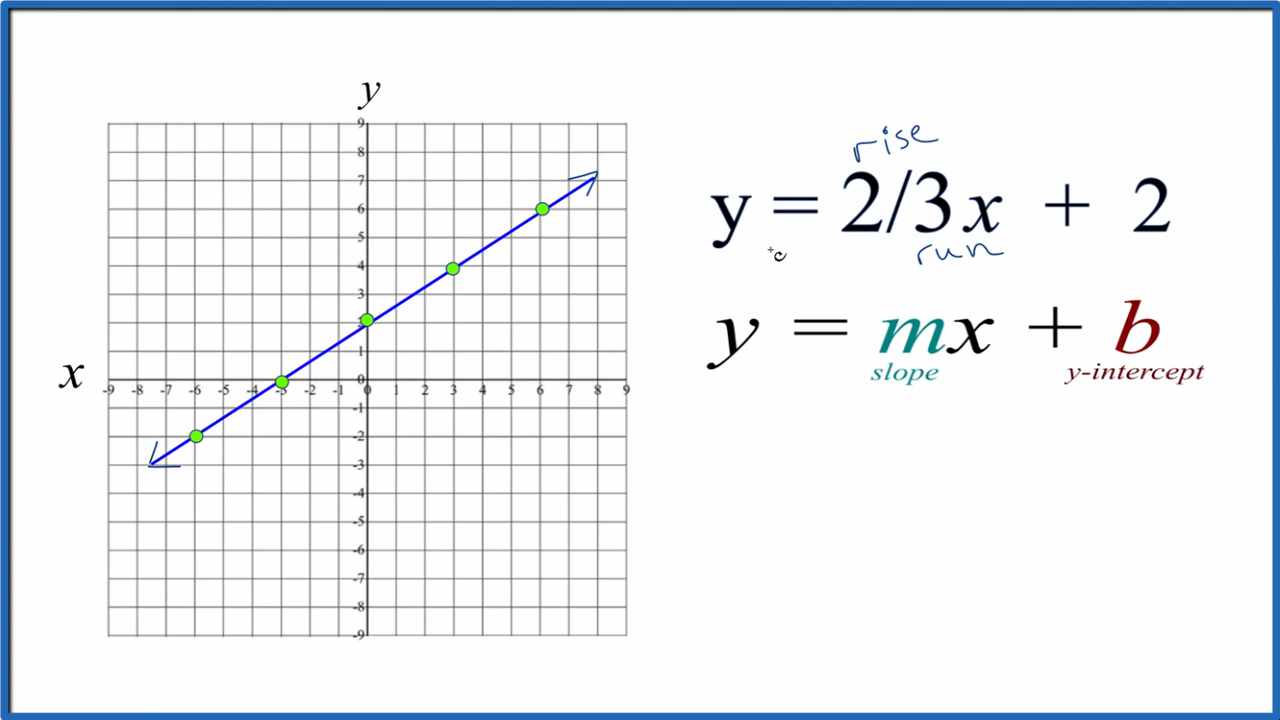 y
9
8
7
6
5
4
3
2
1
x
-9 -8 -7 -6 -5 -4 -3 -2 -1 0 1 2 3 4 5 6 7 8 9
0
-1
-2
-3
-4
-5
-6
-7
-8
-9
rise
y = 2/3x + 2
run
y = mx + b
slope y-intercept